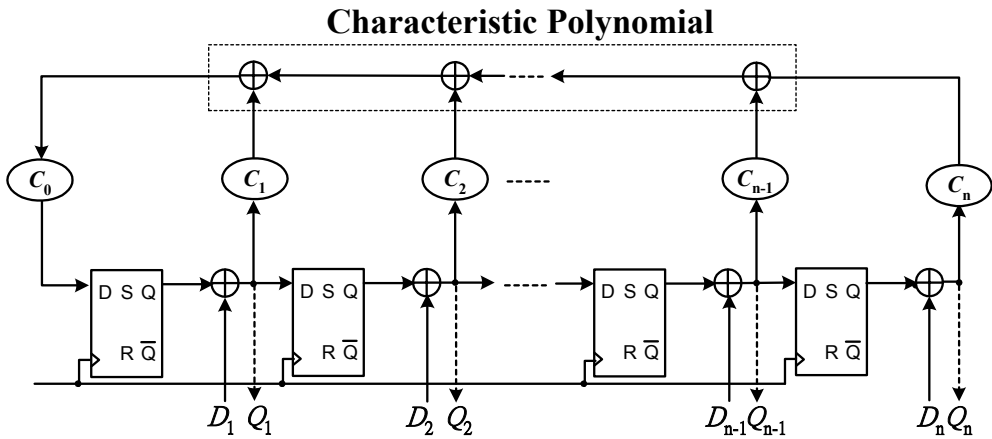 Characteristic Polynomial
C₀ C₁ C₂ Cₙ₋₁ Cₙ
D S Q D S Q D S Q D S Q
R Q̅ R Q̅ R Q̅ R Q̅
D₁ Q₁ D₂ Q₂ Dₙ₋₁ Qₙ₋₁ Dₙ Qₙ